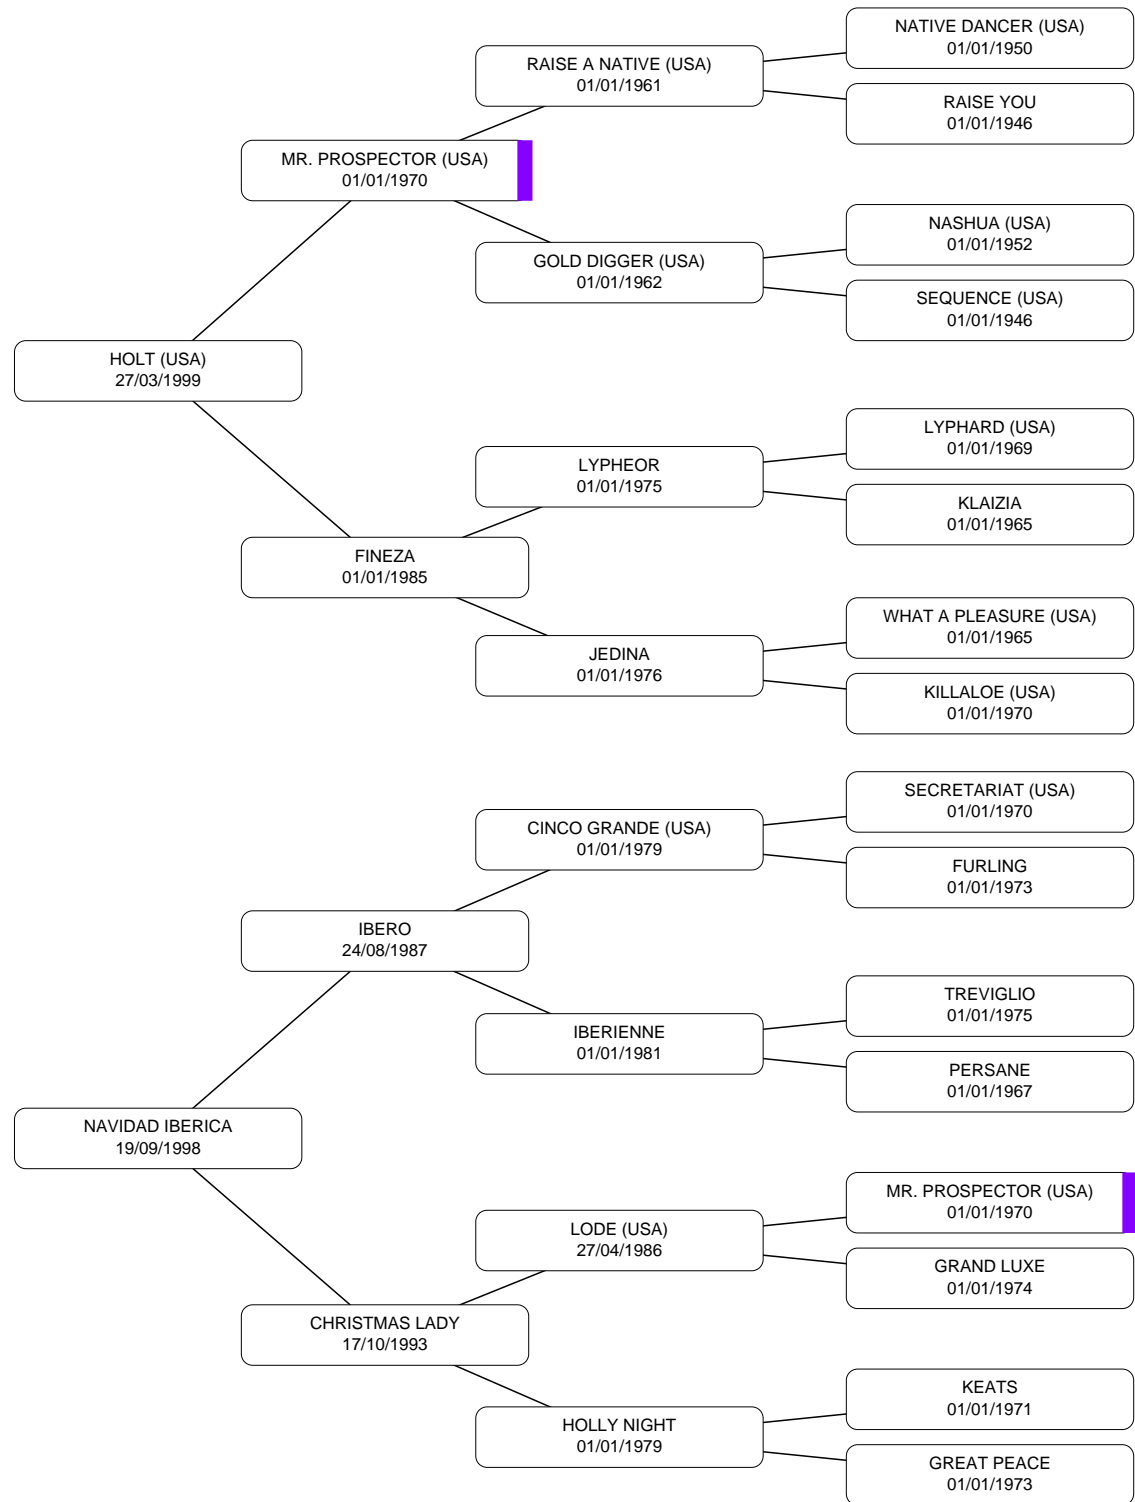 NATIVE DANCER (USA)
01/01/1950
RAISE A NATIVE (USA)
01/01/1961
RAISE YOU
01/01/1946
MR. PROSPECTOR (USA)
01/01/1970
NASHUA (USA)
01/01/1952
GOLD DIGGER (USA)
01/01/1962
SEQUENCE (USA)
01/01/1946
HOLT (USA)
27/03/1999
LYPHARD (USA)
01/01/1969
LYPHEOR
01/01/1975
KLAIZIA
01/01/1965
FINEZA
01/01/1985
WHAT A PLEASURE (USA)
01/01/1965
JEDINA
01/01/1976
KILLALOE (USA)
01/01/1970
SECRETARIAT (USA)
01/01/1970
CINCO GRANDE (USA)
01/01/1979
FURLING
01/01/1973
IBERO
24/08/1987
TREVIGLIO
01/01/1975
IBERIENNE
01/01/1981
PERSANE
01/01/1967
NAVIDAD IBERICA
19/09/1998
MR. PROSPECTOR (USA)
01/01/1970
LODE (USA)
27/04/1986
GRAND LUXE
01/01/1974
CHRISTMAS LADY
17/10/1993
KEATS
01/01/1971
HOLLY NIGHT
01/01/1979
GREAT PEACE
01/01/1973